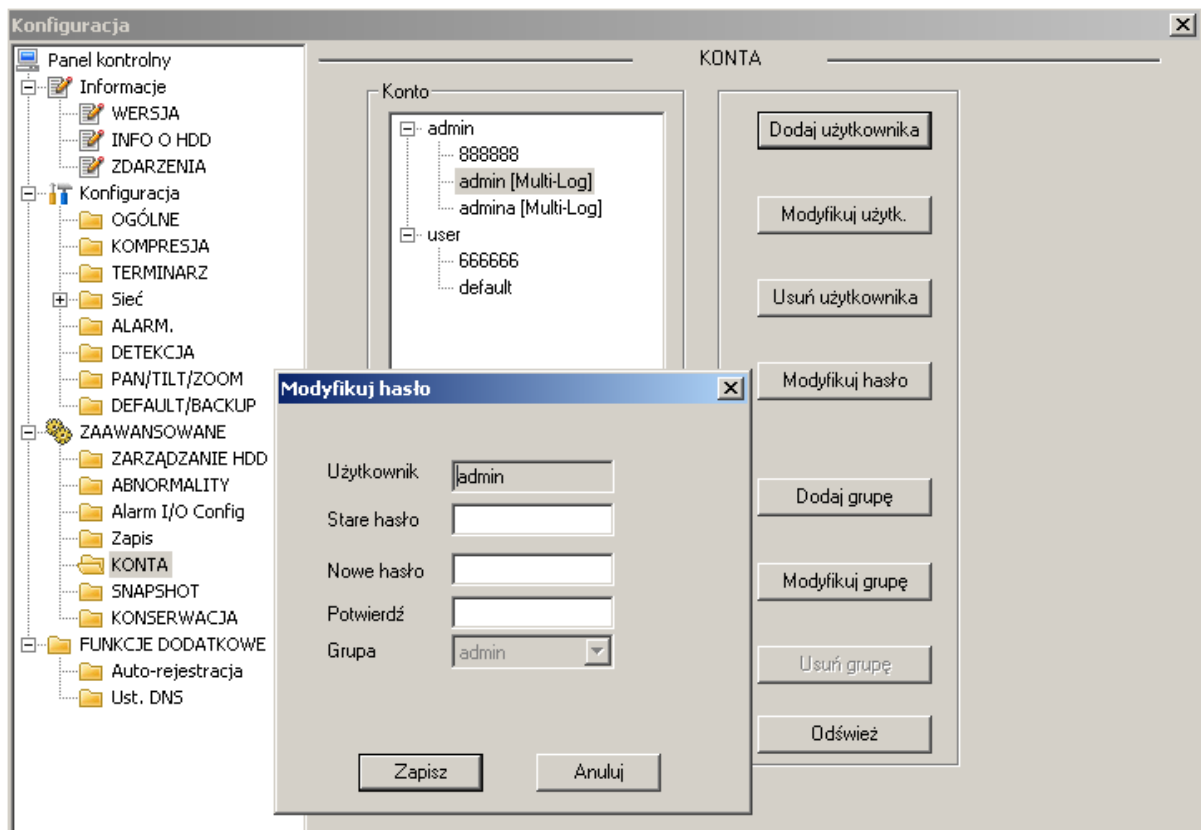 Konfiguracja
Panel kontrolny
Informacje
WERSJA
INFO O HDD
ZDARZENIA
Konfiguracja
OGÓLNE
KOMPRESJA
TERMINARZ
Sieć
ALARM.
DETEKCJA
PAN/TILT/ZOOM
DEFAULT/BACKUP
ZAAWANSOWANE
ZARZĄDZANIE HDD
ABNORMALITY
Alarm I/O Config
Zapis
KONTA
SNAPSHOT
KONSERWACJA
FUNKCJE DODATKOWE
Auto-rejestracja
Ust. DNS
KONTA
Konto
admin
888888
admin [Multi-Log]
admina [Multi-Log]
user
666666
default
Dodaj użytkownika
Modyfikuj użytk.
Usuń użytkownika
Modyfikuj hasło
Dodaj grupę
Modyfikuj grupę
Usuń grupę
Odśwież
Modyfikuj hasło
Użytkownik admin
Stare hasło
Nowe hasło
Potwierdź
Grupa admin
Zapisz Anuluj